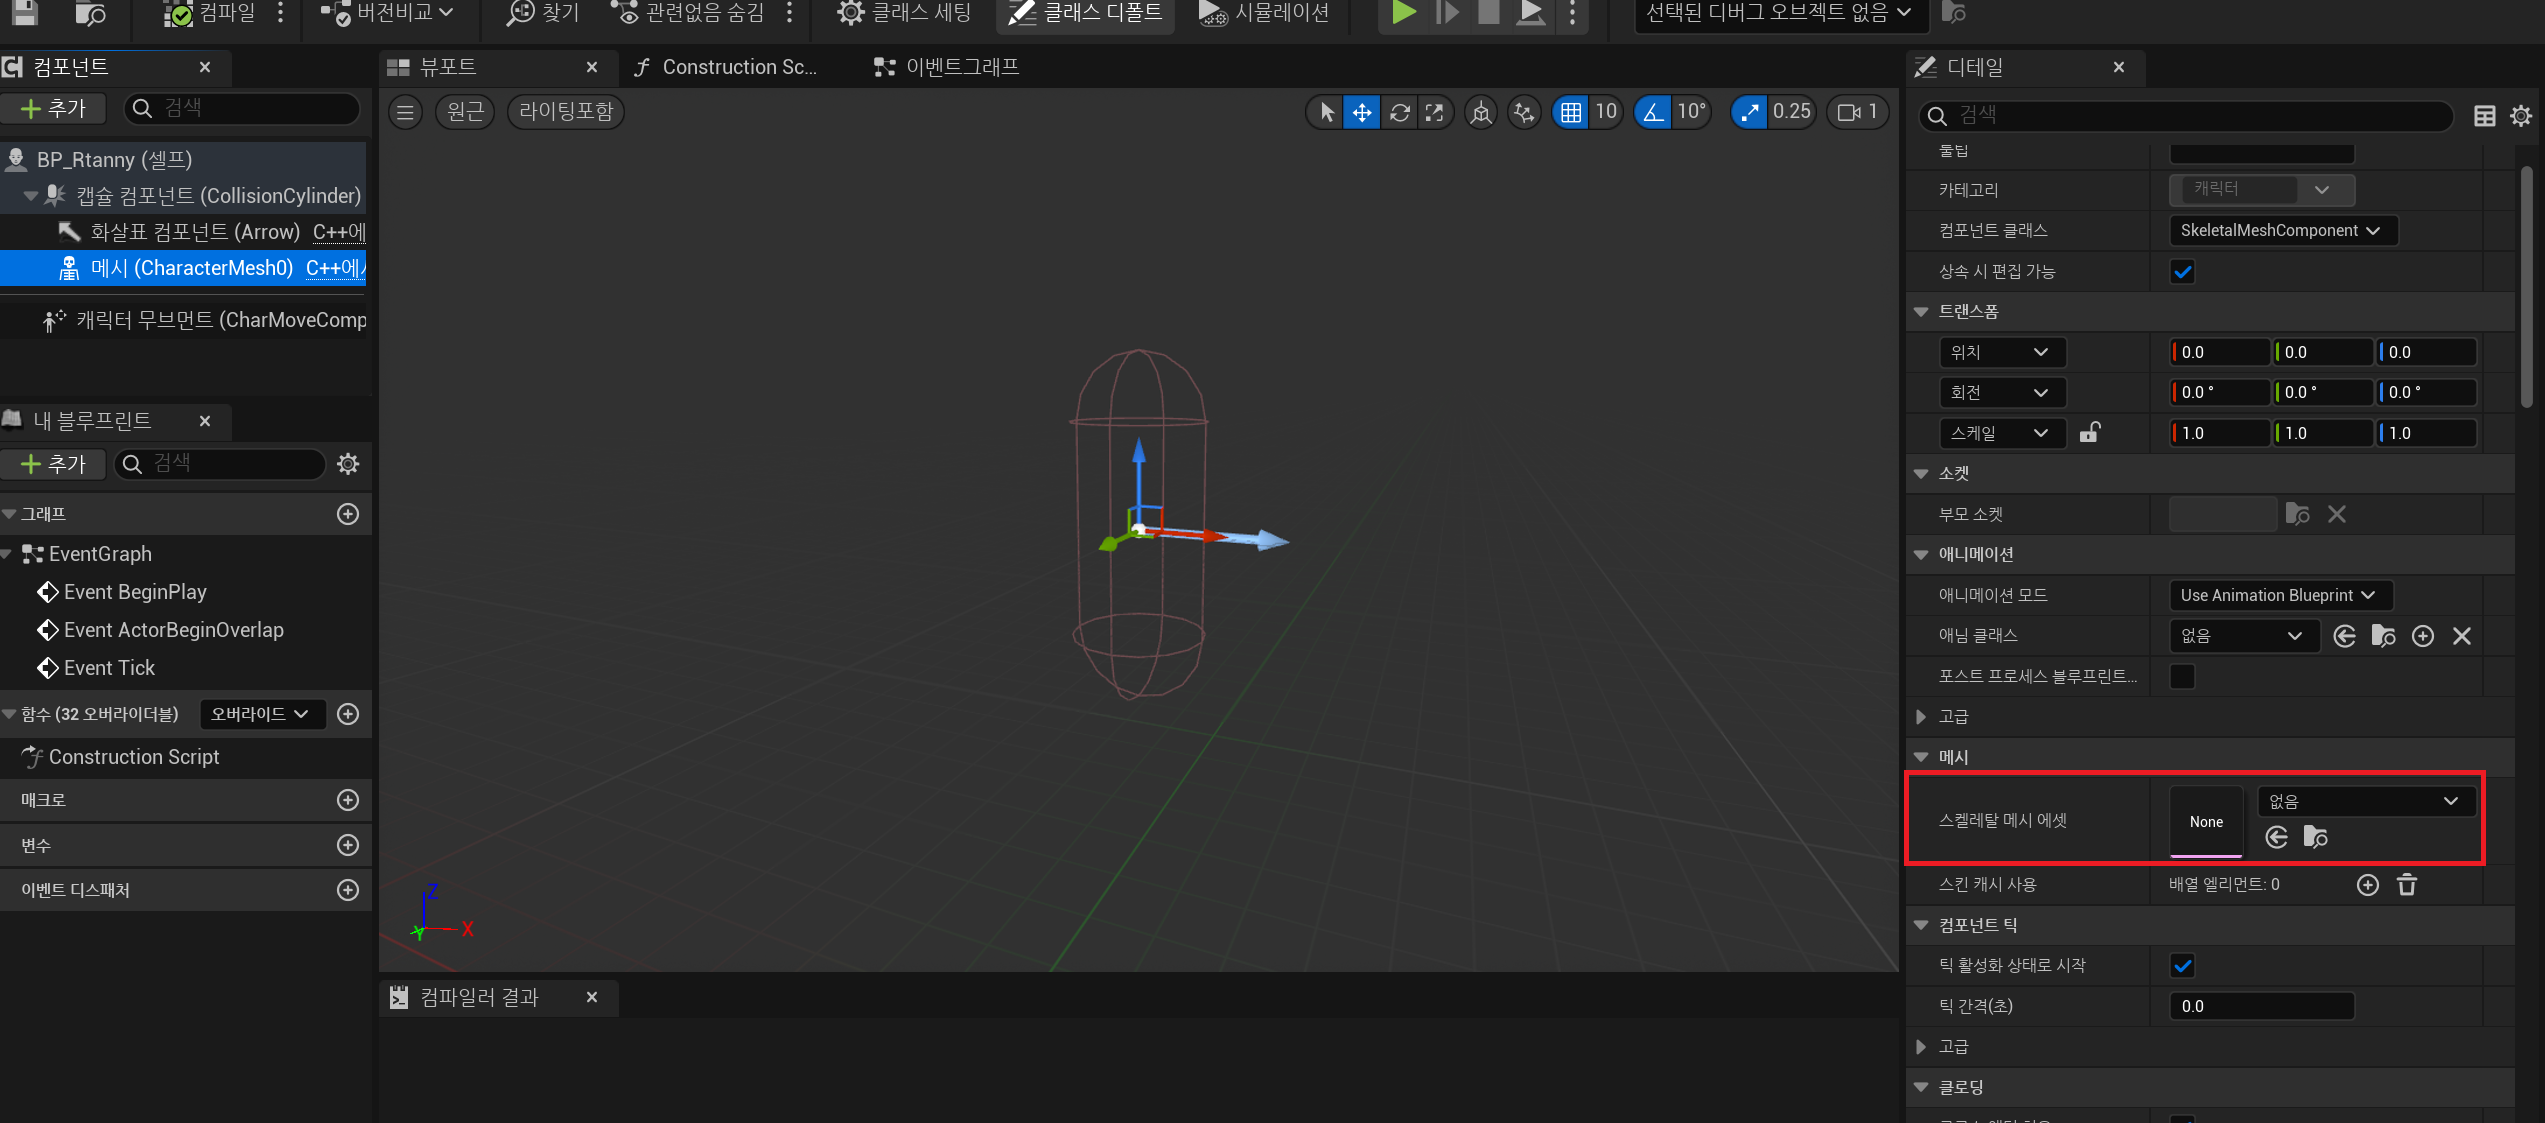 컴파일
버전비교
찾기
관련없음 숨김
클래스 세팅
클래스 디폴트
시뮬레이션
선택된 디버그 오브젝트 없음
컴포넌트
추가
검색
BP_Rtanny (셀프)
캡슐 컴포넌트 (CollisionCylinder)
화살표 컴포넌트 (Arrow) C++에
메시 (CharacterMesh0) C++에서
캐릭터 무브먼트 (CharMoveComp
내 블루프린트
추가
검색
그래프
EventGraph
Event BeginPlay
Event ActorBeginOverlap
Event Tick
함수 (32 오버라이더블) 오버라이드
Construction Script
매크로
변수
이벤트 디스패처
뷰포트
Construction Sc...
이벤트그래프
원근
라이팅포함
10
10°
0.25
1
Z
X
Y
컴파일러 결과
디테일
검색
툴팁
카테고리 캐릭터
컴포넌트 클래스 SkeletalMeshComponent
상속 시 편집 가능
트랜스폼
위치 0.0 0.0 0.0
회전 0.0 ° 0.0 ° 0.0 °
스케일 1.0 1.0 1.0
소켓
부모 소켓
애니메이션
애니메이션 모드 Use Animation Blueprint
애님 클래스 없음
포스트 프로세스 블루프린트...
고급
메시
스켈레탈 메시 에셋 None 없음
스킨 캐시 사용 배열 엘리먼트: 0
컴포넌트 틱
틱 활성화 상태로 시작
틱 간격(초) 0.0
고급
클로딩